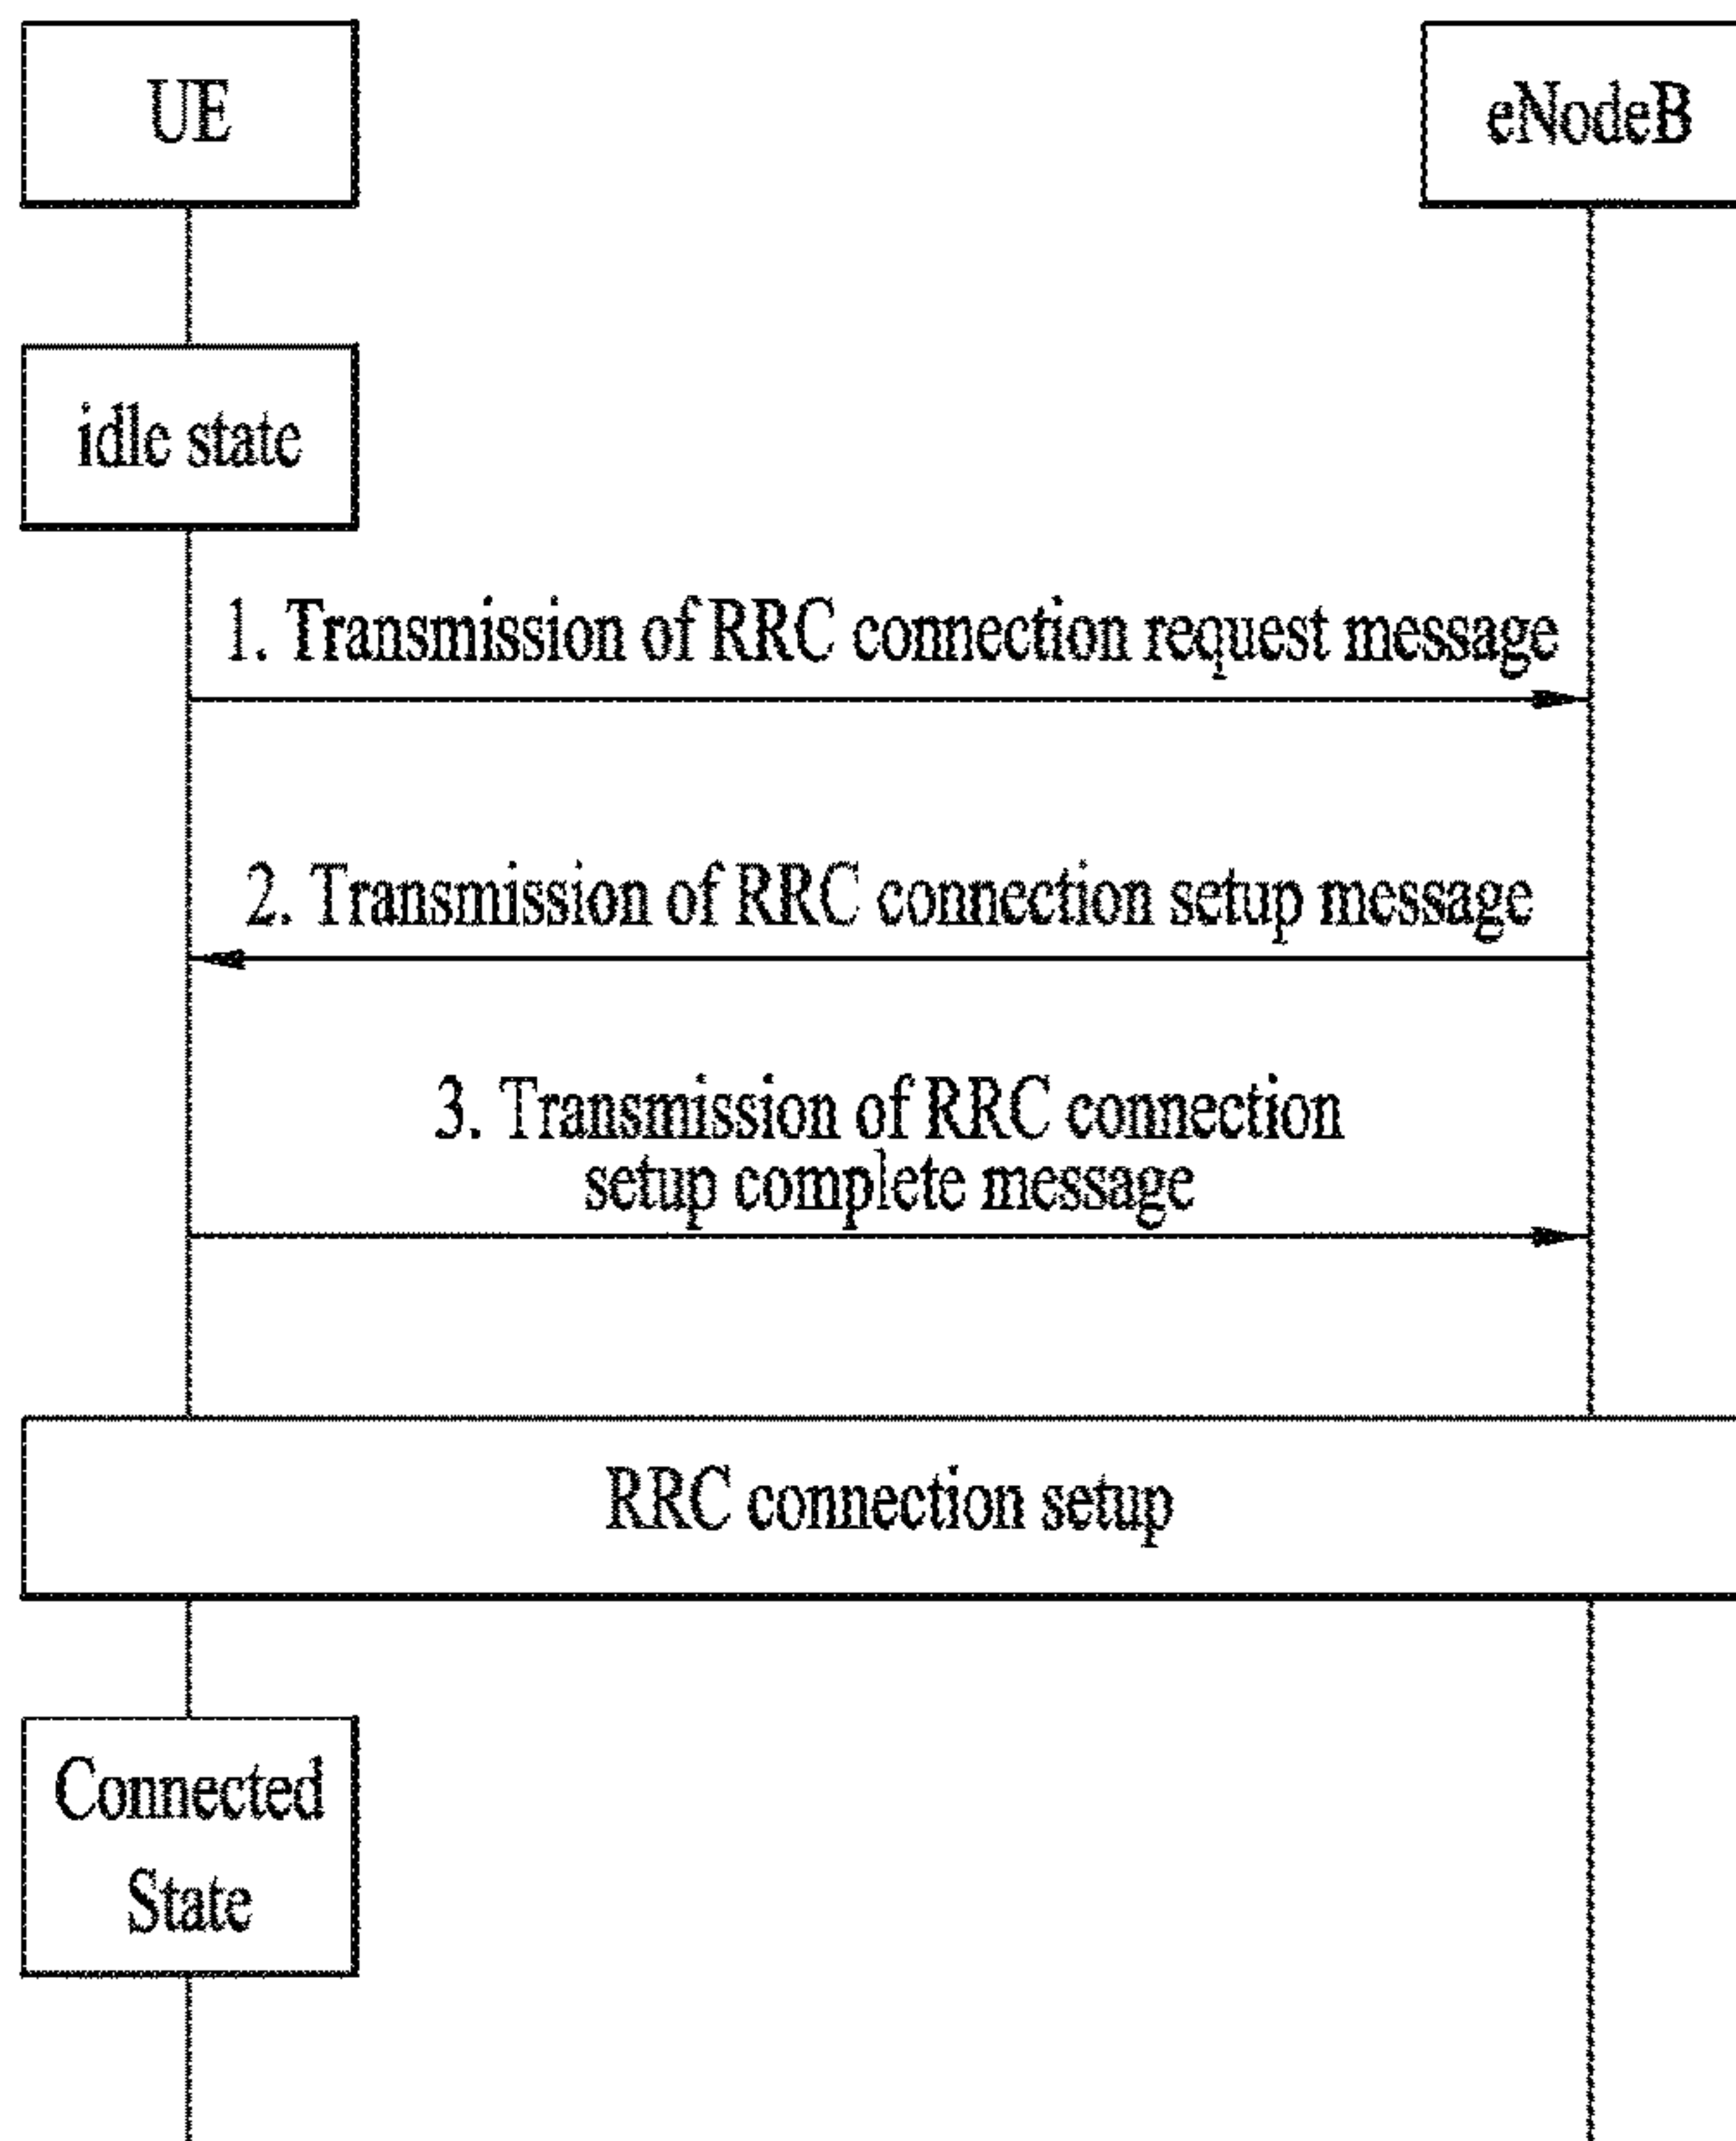 UE
eNodeB
idle state
1. Transmission of RRC connection request message
2. Transmission of RRC connection setup message
3. Transmission of RRC connection
setup complete message
RRC connection setup
Connected
State